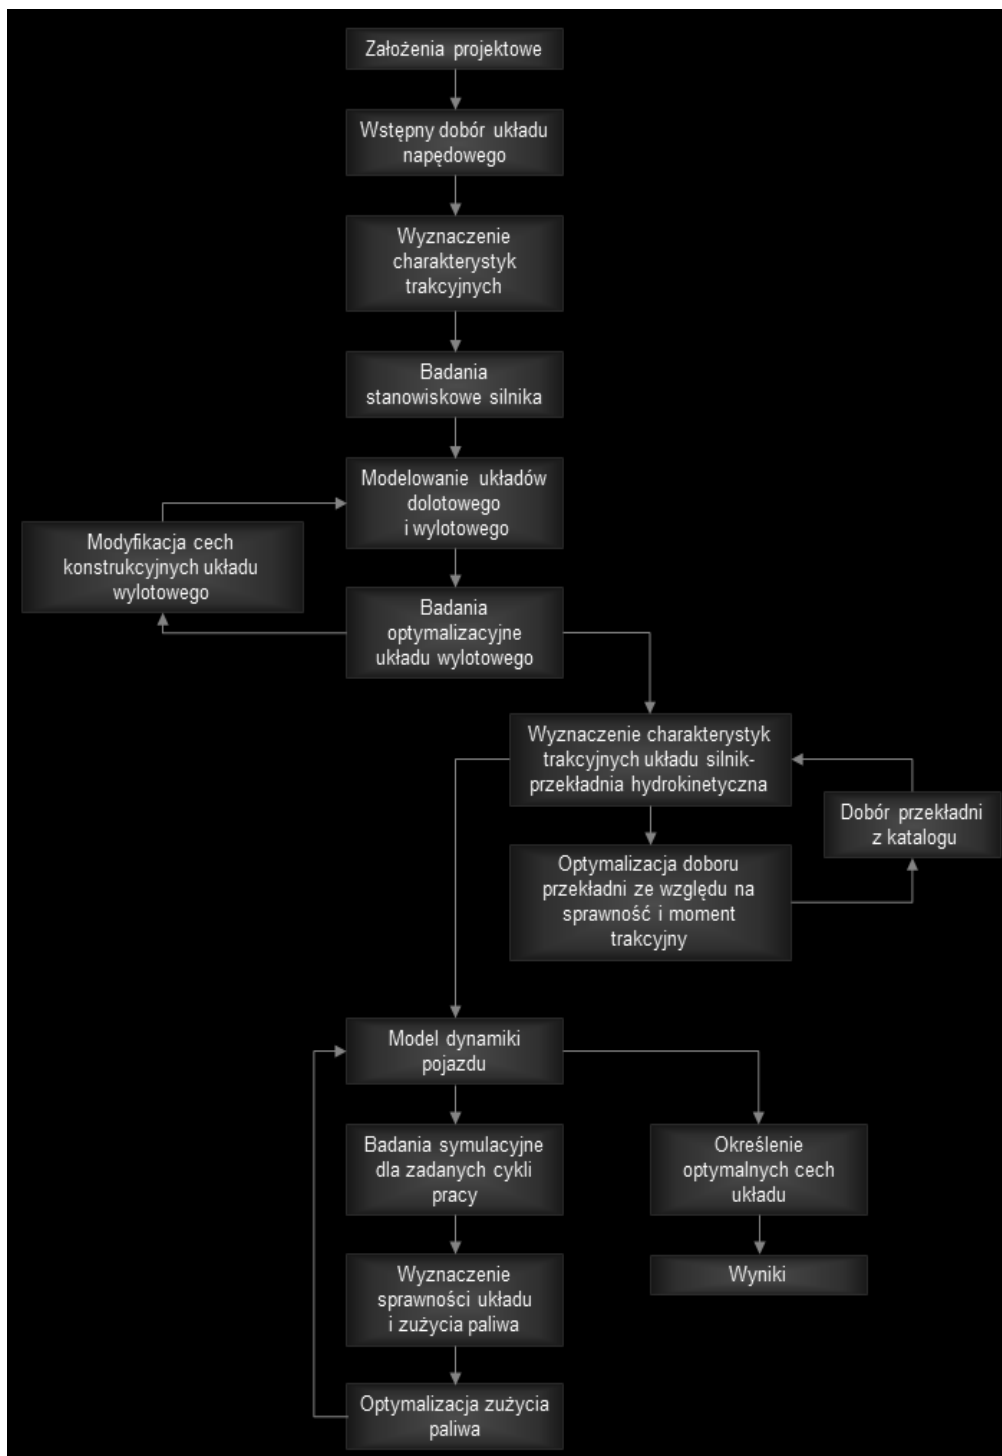 Założenia projektowe
Wstępny dobór układu
napędowego
Wyznaczenie
charakterystyk
trakcyjnych
Badania
stanowiskowe silnika
Modelowanie układów
dolotowego
i wylotowego
Modyfikacja cech
konstrukcyjnych układu
wylotowego
Badania
optymalizacyjne
układu wylotowego
Wyznaczenie charakterystyk
trakcyjnych układu silnik-
przekładnia hydrokinetyczna
Dobór przekładni
z katalogu
Optymalizacja doboru
przekładni ze względu na
sprawność i moment
trakcyjny
Model dynamiki
pojazdu
Badania symulacyjne
dla zadanych cykli
pracy
Określenie
optymalnych cech
układu
Wyznaczenie
sprawności układu
i zużycia paliwa
Wyniki
Optymalizacja zużycia
paliwa